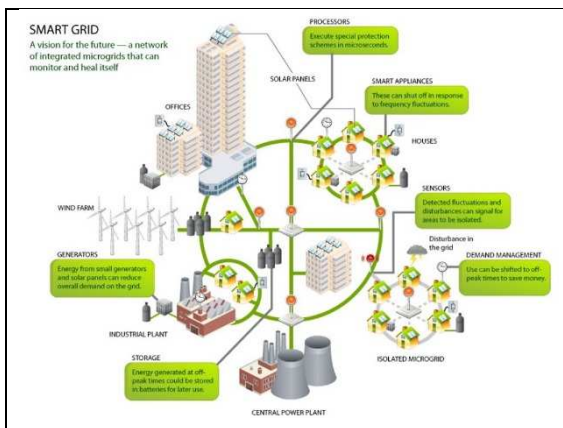 SMART GRID
A vision for the future — a network
of integrated microgrids that can
monitor and heal itself
PROCESSORS
Execute special protection
schemes in microseconds.
SOLAR PANELS
SMART APPLIANCES
These can shut off in response
to frequency fluctuations.
OFFICES
HOUSES
SENSORS
Detected fluctuations and
disturbances can signal for
areas to be isolated.
WIND FARM
Disturbance in
the grid
GENERATORS
Energy from small generators
and solar panels can reduce
overall demand on the grid.
DEMAND MANAGEMENT
Use can be shifted to off-
peak times to save money.
INDUSTRIAL PLANT
ISOLATED MICROGRID
STORAGE
Energy generated at off-
peak times could be stored
in batteries for later use.
CENTRAL POWER PLANT